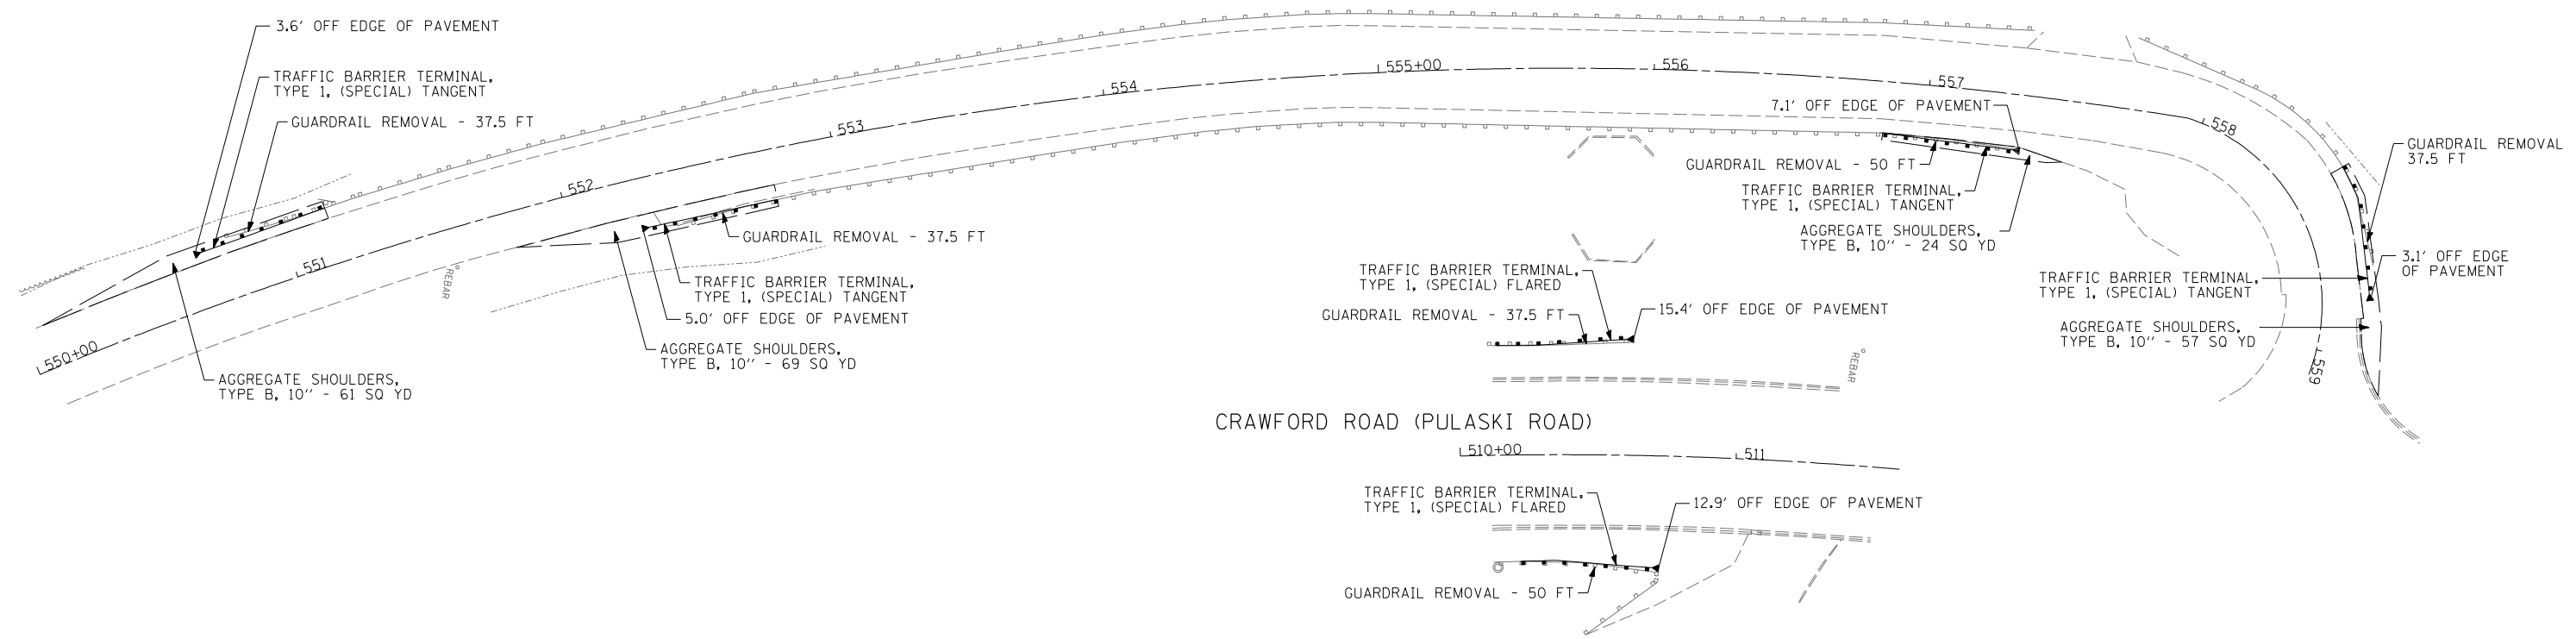 3.6' OFF EDGE OF PAVEMENT
TRAFFIC BARRIER TERMINAL,
TYPE 1, (SPECIAL) TANGENT
GUARDRAIL REMOVAL - 37.5 FT
550+00
551
552
553
554
555+00
556
557
558
559
REBAR
AGGREGATE SHOULDERS,
TYPE B, 10'' - 61 SQ YD
GUARDRAIL REMOVAL - 37.5 FT
TRAFFIC BARRIER TERMINAL,
TYPE 1, (SPECIAL) TANGENT
5.0' OFF EDGE OF PAVEMENT
AGGREGATE SHOULDERS,
TYPE B, 10'' - 69 SQ YD
7.1' OFF EDGE OF PAVEMENT
GUARDRAIL REMOVAL - 50 FT
TRAFFIC BARRIER TERMINAL,
TYPE 1, (SPECIAL) TANGENT
AGGREGATE SHOULDERS,
TYPE B, 10'' - 24 SQ YD
GUARDRAIL REMOVAL
37.5 FT
3.1' OFF EDGE
OF PAVEMENT
TRAFFIC BARRIER TERMINAL,
TYPE 1, (SPECIAL) TANGENT
AGGREGATE SHOULDERS,
TYPE B, 10'' - 57 SQ YD
TRAFFIC BARRIER TERMINAL,
TYPE 1, (SPECIAL) FLARED
GUARDRAIL REMOVAL - 37.5 FT
15.4' OFF EDGE OF PAVEMENT
REBAR
CRAWFORD ROAD (PULASKI ROAD)
510+00
511
TRAFFIC BARRIER TERMINAL,
TYPE 1, (SPECIAL) FLARED
12.9' OFF EDGE OF PAVEMENT
GUARDRAIL REMOVAL - 50 FT